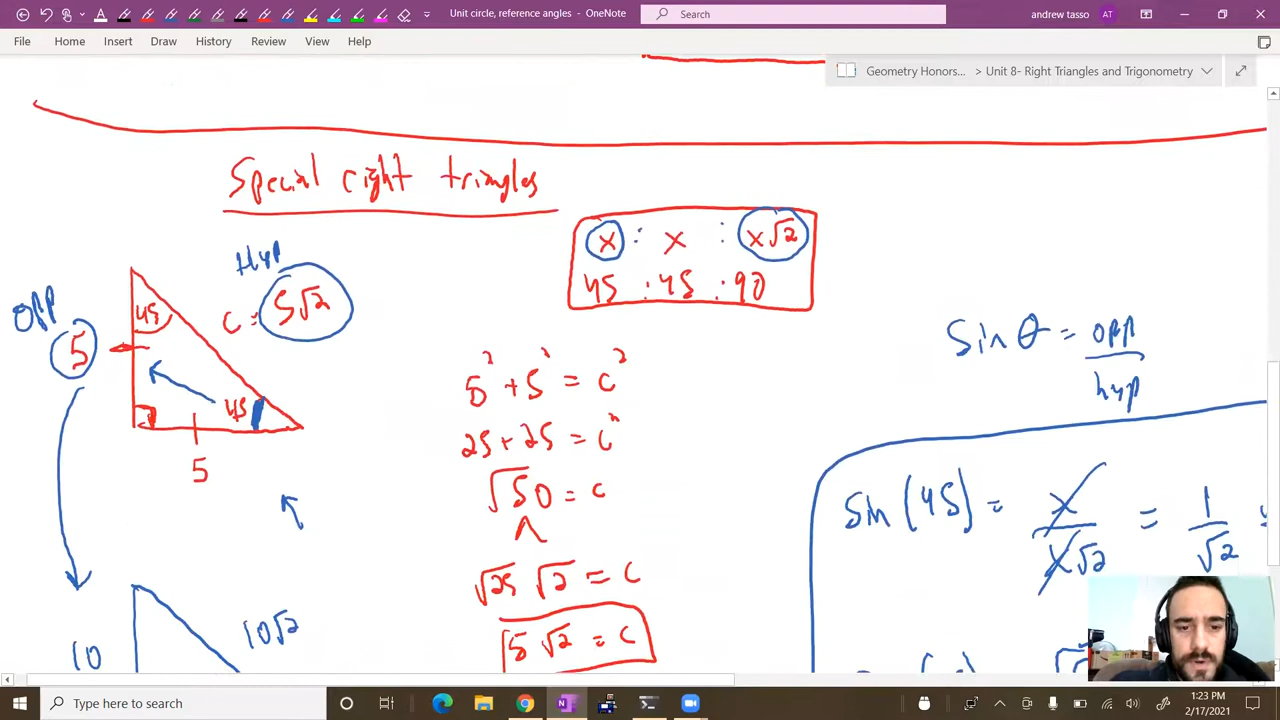 Unit circle, reference angles - OneNote
Search
andrew tasso
AT
File Home Insert Draw History Review View Help
Geometry Honors... > Unit 8- Right Triangles and Trigonometry
Special right triangles
x : x : x√2
45 : 45 : 90
Hyp
c = 5√2
opp
5
45
45
5
5² + 5² = c²
25 + 25 = c²
√50 = c
√25 √2 = c
5√2 = c
Sin θ = opp/hyp
Sin (45) = x/x√2 = 1/√2
10
10√2
Type here to search
1:23 PM
2/17/2021